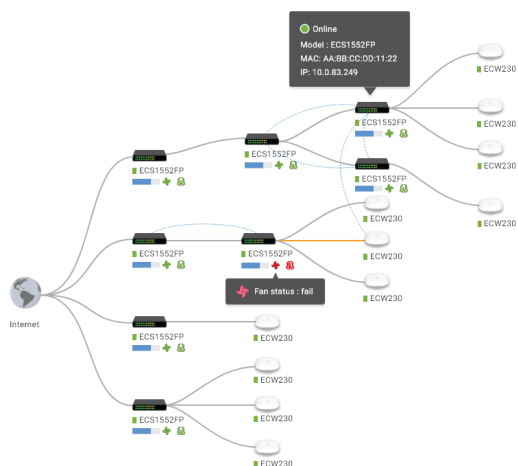 Online
Model : ECS1552FP
MAC: AA:BB:CC:DD:11:22
IP: 10.0.83.249
ECW230
ECW230
ECS1552FP
ECS1552FP
ECS1552FP
ECW230
ECS1552FP
ECW230
ECW230
ECS1552FP
ECS1552FP
ECW230
Fan status : fail
ECW230
Internet
ECS1552FP
ECW230
ECW230
ECS1552FP
ECW230
ECW230